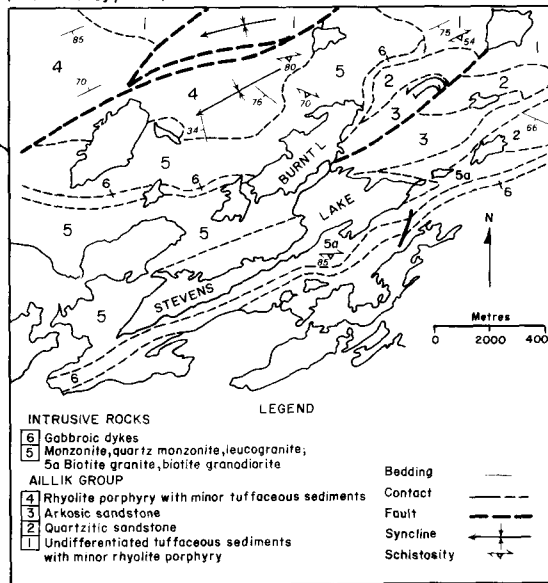 85
70
4
4
80
76
34
70
5
75
54
6
1
1
1
2
2
3
3
2
66
5
6
6
BURNT L
5a
6
LAKE
5
5
5a
85
STEVENS
5
6
N
Metres
0 2000 400
LEGEND
INTRUSIVE ROCKS
6 Gabbroic dykes
5 Monzonite, quartz monzonite, leucogranite;
5a Biotite granite, biotite granodiorite
AILLIK GROUP
4 Rhyolite porphyry with minor tuffaceous sediments
3 Arkosic sandstone
2 Quartzitic sandstone
1 Undifferentiated tuffaceous sediments
with minor rhyolite porphyry
Bedding
Contact
Fault
Syncline
Schistosity